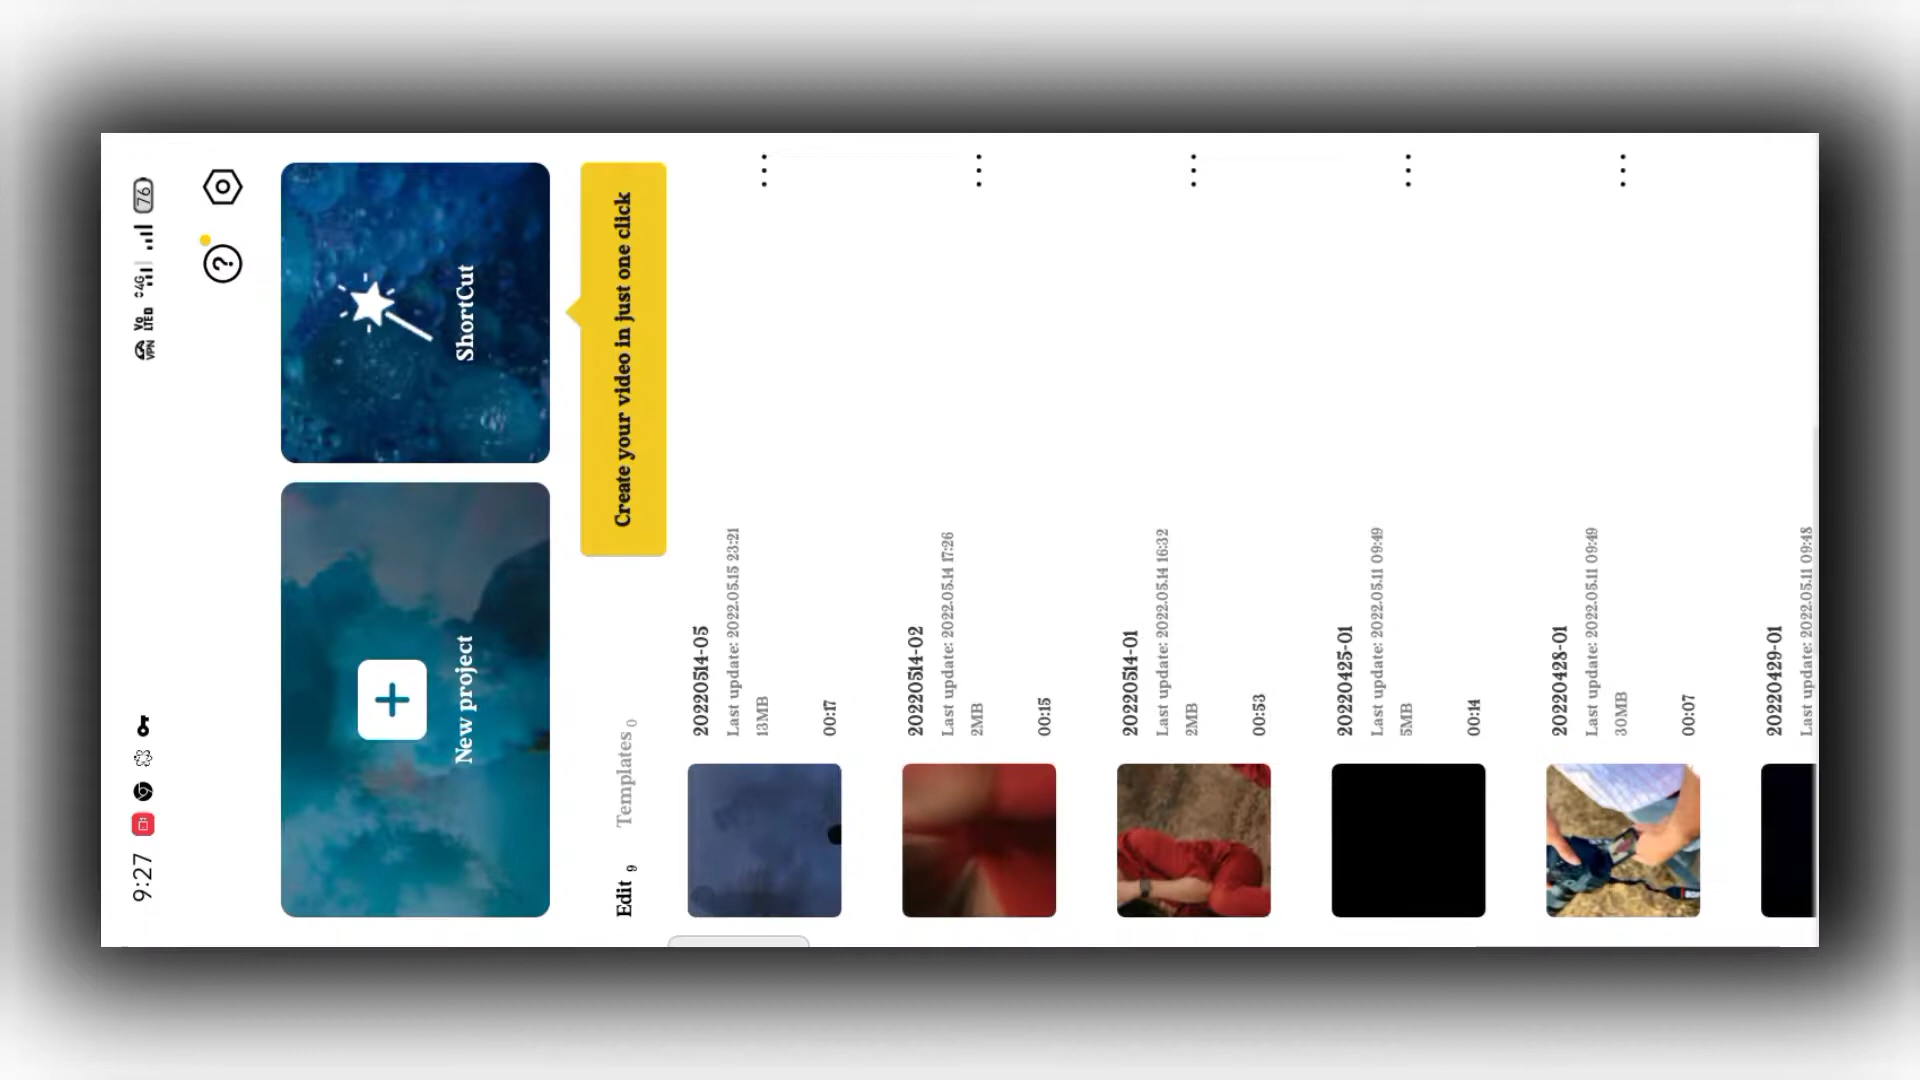 9:27
VPN Vo LTE 4G 76
New project
ShortCut
Create your video in just one click
Edit 9 Templates 0
20220514-05
Last update: 2022.05.15 23:21
13MB
00:17
20220514-02
Last update: 2022.05.14 17:26
2MB
00:15
20220514-01
Last update: 2022.05.14 16:32
2MB
00:53
20220425-01
Last update: 2022.05.11 09:49
5MB
00:14
20220428-01
Last update: 2022.05.11 09:49
30MB
00:07
20220429-01
Last update: 2022.05.11 09:48